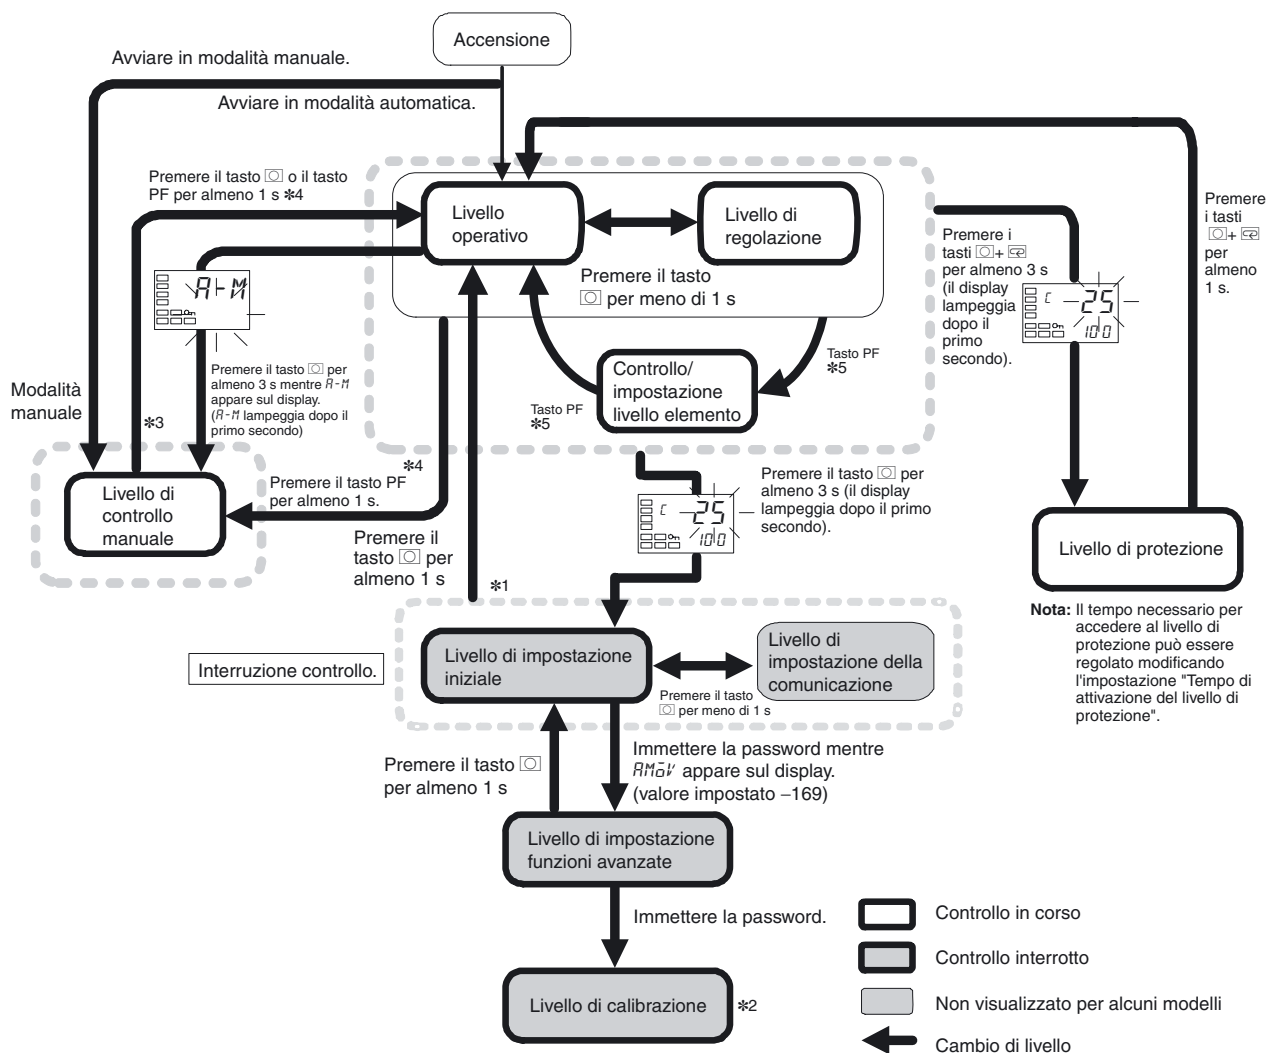 Accensione
Avviare in modalità manuale.
Avviare in modalità automatica.
Premere il tasto o il tasto
PF per almeno 1 s ✻4
Livello
operativo
Livello di
regolazione
Premere il tasto
per meno di 1 s
A-M
Premere il tasto per
almeno 3 s mentre A-M
appare sul display.
(A-M lampeggia dopo il
primo secondo)
Modalità
manuale
✻3
Controllo/
impostazione
livello elemento
Tasto PF
✻5
Tasto PF
✻5
Premere i
tasti +
per almeno 3 s
(il display
lampeggia
dopo il
primo
secondo).
C 25
100
Premere
i tasti
+
per
almeno
1 s.
Livello di
controllo
manuale
✻4
Premere il tasto PF
per almeno 1 s.
Premere il
tasto per
almeno 1 s
✻1
C 25
100
Premere il tasto per
almeno 3 s (il display
lampeggia dopo il primo
secondo).
Livello di protezione
Nota: Il tempo necessario per
accedere al livello di
protezione può essere
regolato modificando
l'impostazione "Tempo di
attivazione del livello di
protezione".
Interruzione controllo.
Livello di impostazione
iniziale
Livello di
impostazione della
comunicazione
Premere il tasto
per meno di 1 s
Premere il tasto
per almeno 1 s
Immettere la password mentre
AMoV appare sul display.
(valore impostato −169)
Livello di impostazione
funzioni avanzate
Immettere la password.
Livello di calibrazione
✻2
Controllo in corso
Controllo interrotto
Non visualizzato per alcuni modelli
Cambio di livello